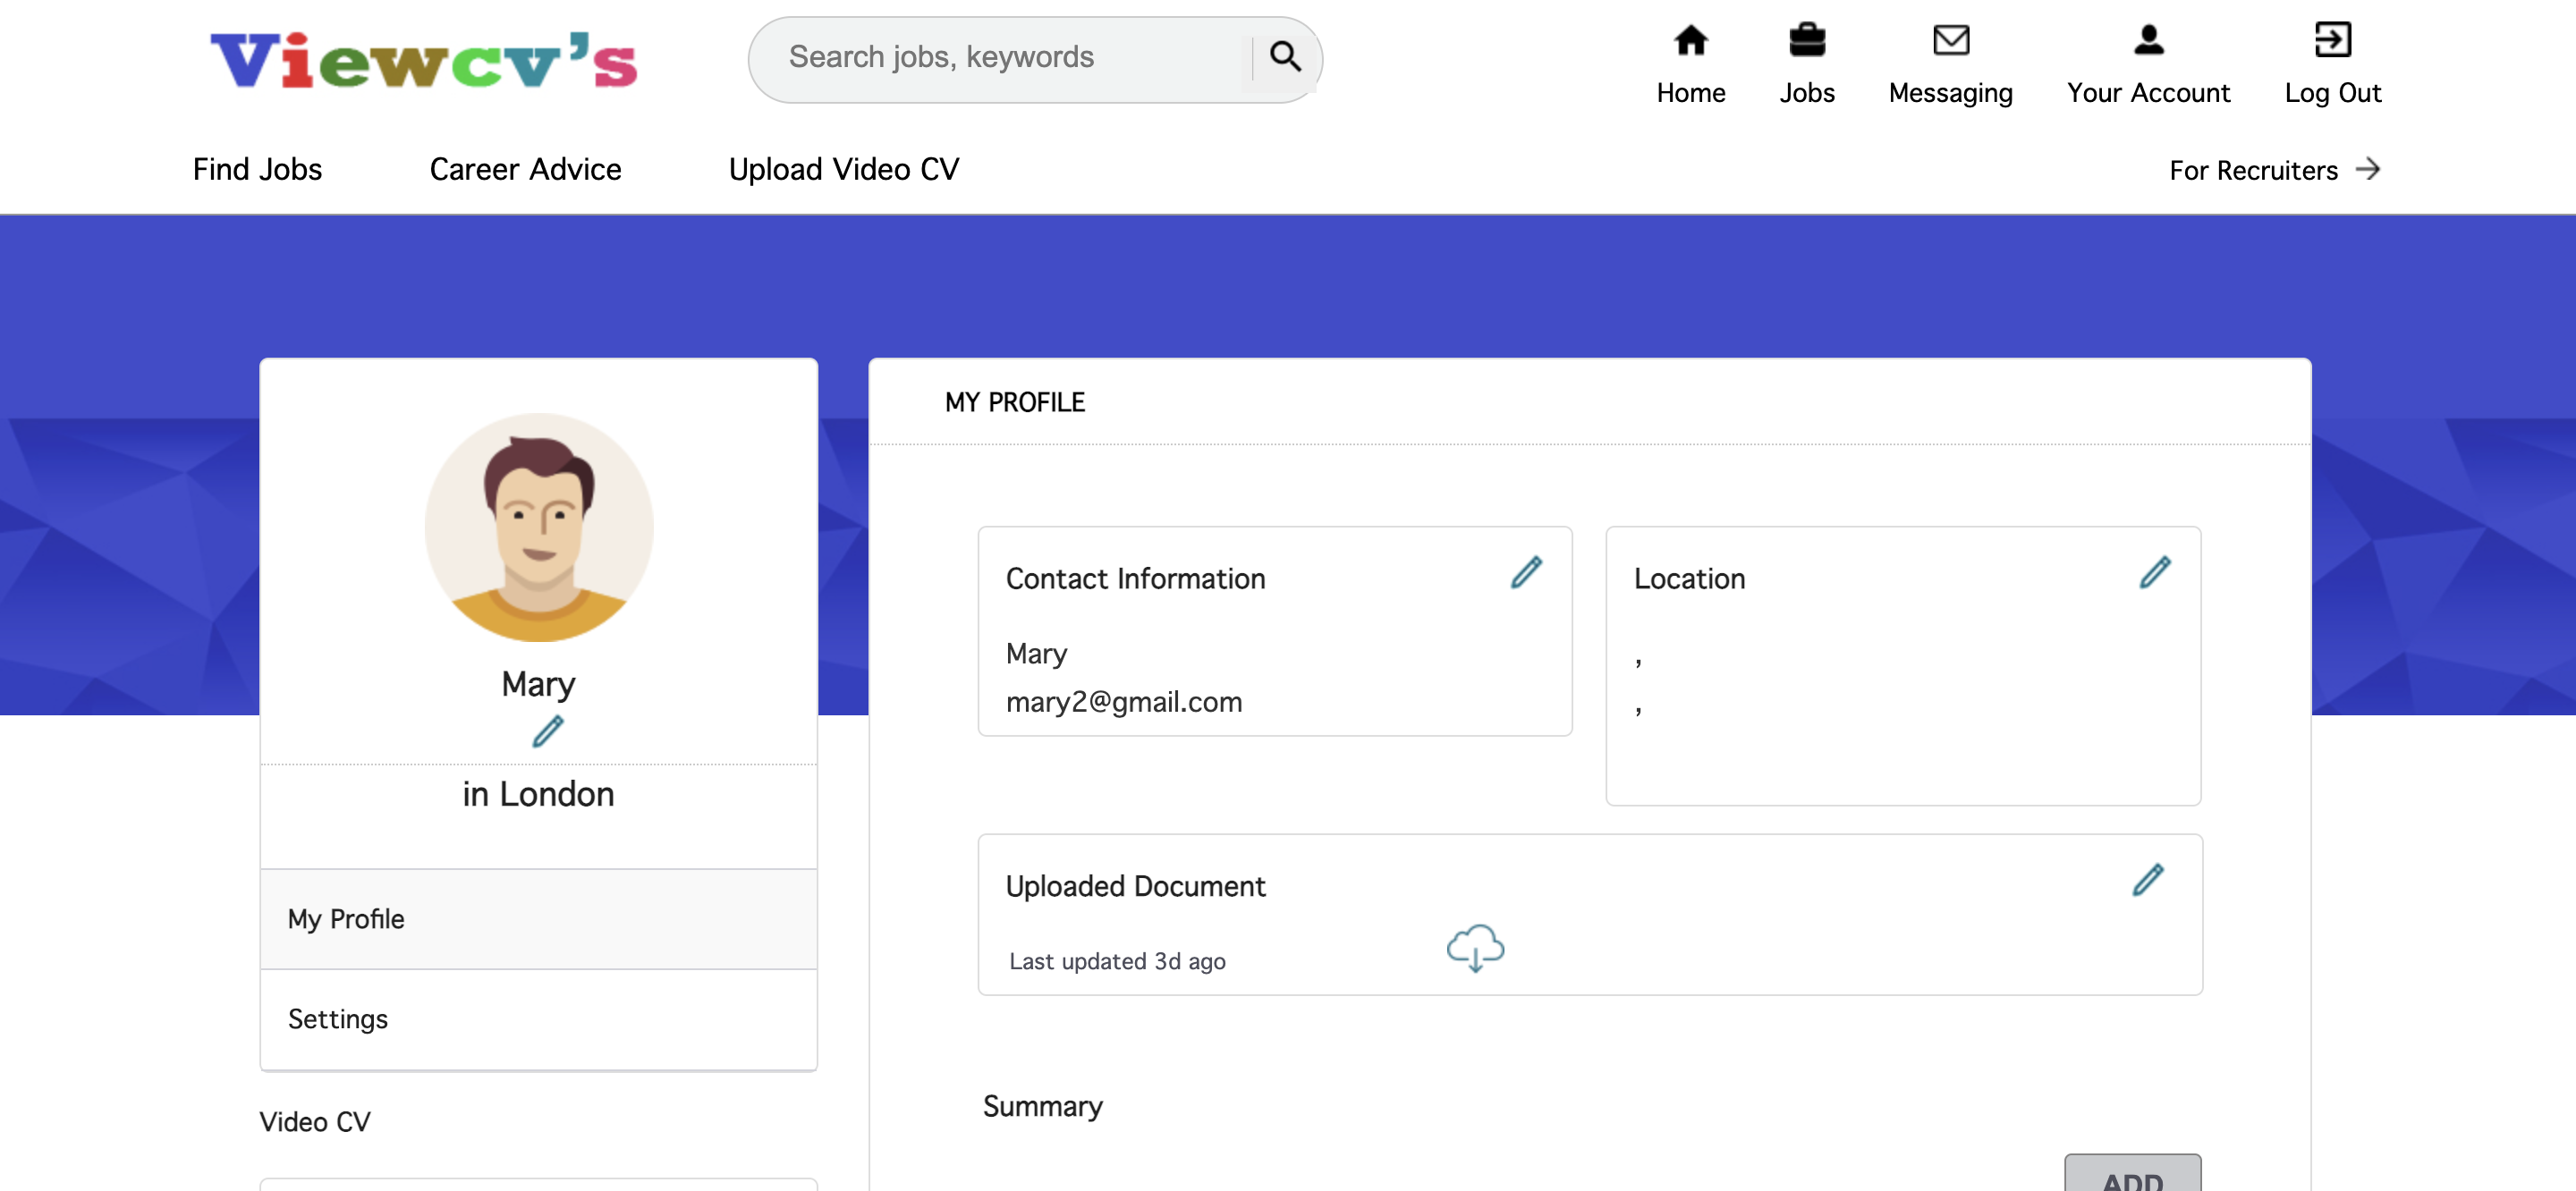 Viewcv's
Search jobs, keywords
Home
Jobs
Messaging
Your Account
Log Out
Find Jobs
Career Advice
Upload Video CV
For Recruiters
Mary
in London
My Profile
Settings
Video CV
MY PROFILE
Contact Information
Mary
mary2@gmail.com
Location
,
,
Uploaded Document
Last updated 3d ago
Summary
ADD